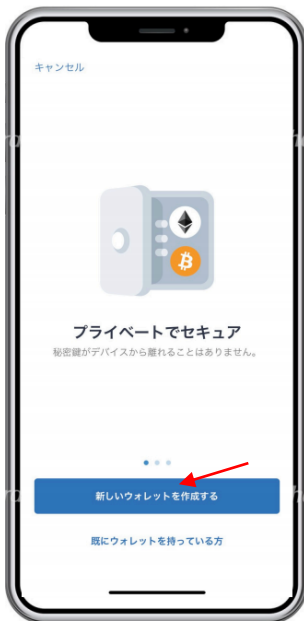 キャンセル
プライベートでセキュア
秘密鍵がデバイスから離れることはありません。
新しいウォレットを作成する
既にウォレットを持っている方